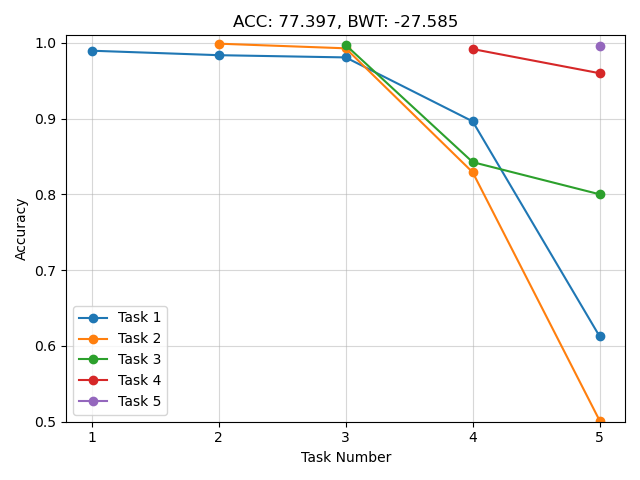 ACC: 77.397, BWT: -27.585
1.0
0.9
0.8
0.7
0.6
0.5
Accuracy
Task 1
Task 2
Task 3
Task 4
Task 5
1 2 3 4 5
Task Number